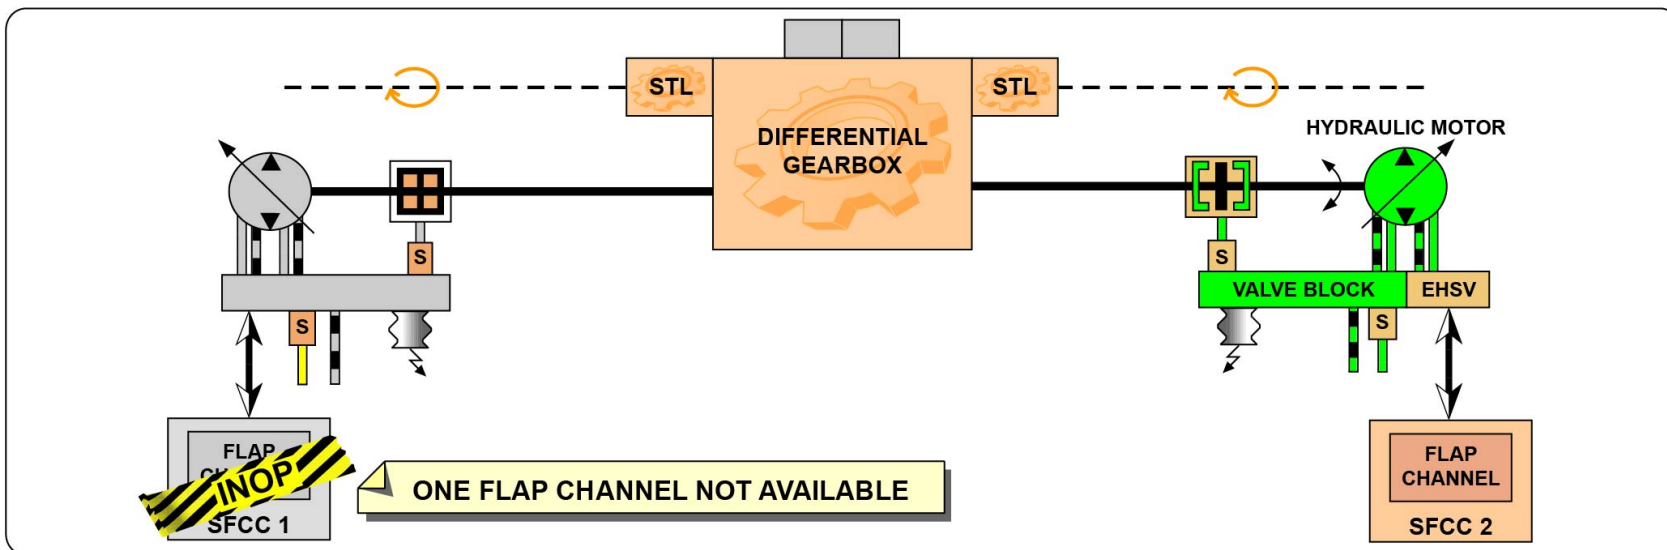 STL
DIFFERENTIAL
GEARBOX
STL
HYDRAULIC MOTOR
S
S
S
S
VALVE BLOCK
EHSV
FLAP
INOP
SFCC 1
ONE FLAP CHANNEL NOT AVAILABLE
FLAP
CHANNEL
SFCC 2